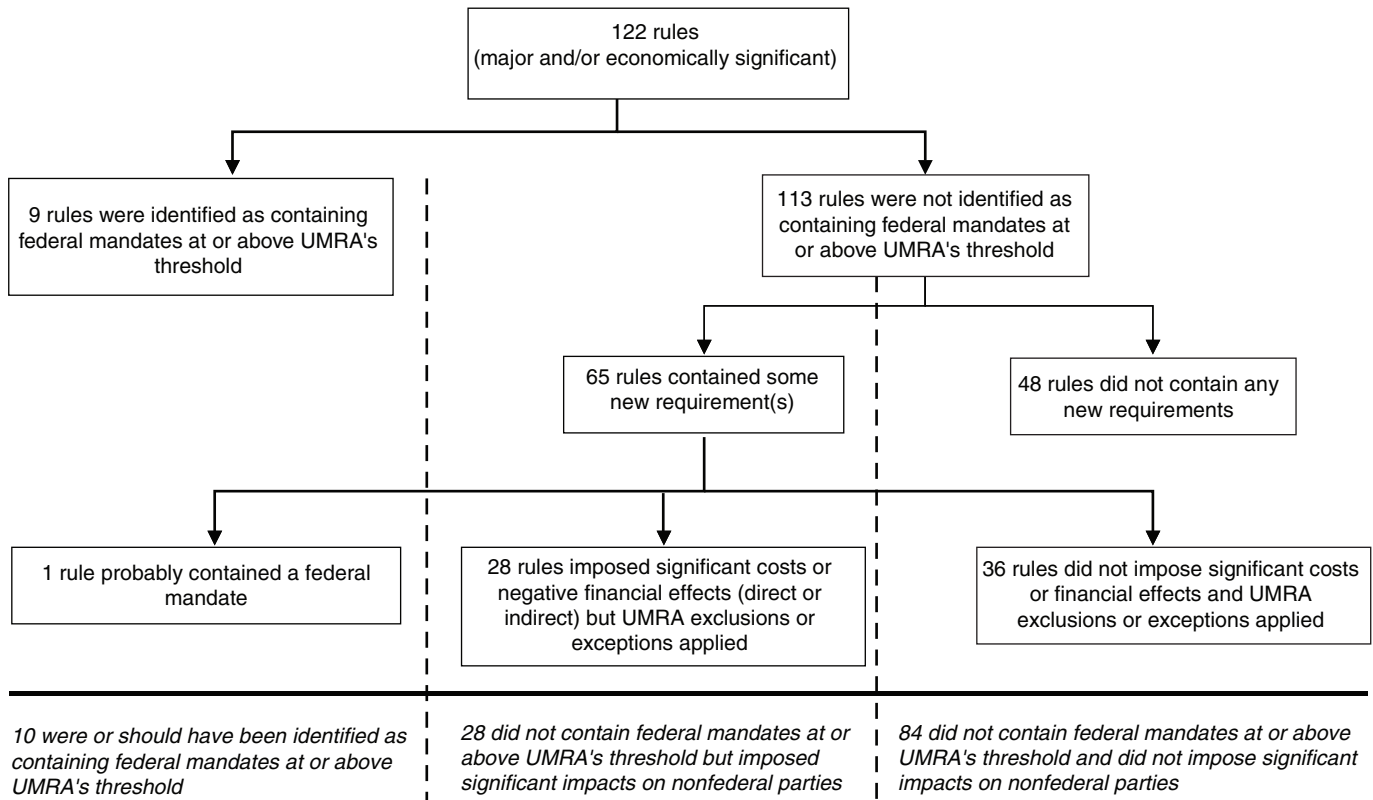 122 rules
(major and/or economically significant)
9 rules were identified as containing
federal mandates at or above UMRA's
threshold
113 rules were not identified as
containing federal mandates at
or above UMRA's threshold
65 rules contained some
new requirement(s)
48 rules did not contain any
new requirements
1 rule probably contained a federal
mandate
28 rules imposed significant costs or
negative financial effects (direct or
indirect) but UMRA exclusions or
exceptions applied
36 rules did not impose significant costs
or financial effects and UMRA
exclusions or exceptions applied
10 were or should have been identified as
containing federal mandates at or above
UMRA's threshold
28 did not contain federal mandates at or
above UMRA's threshold but imposed
significant impacts on nonfederal parties
84 did not contain federal mandates at or above
UMRA's threshold and did not impose significant
impacts on nonfederal parties